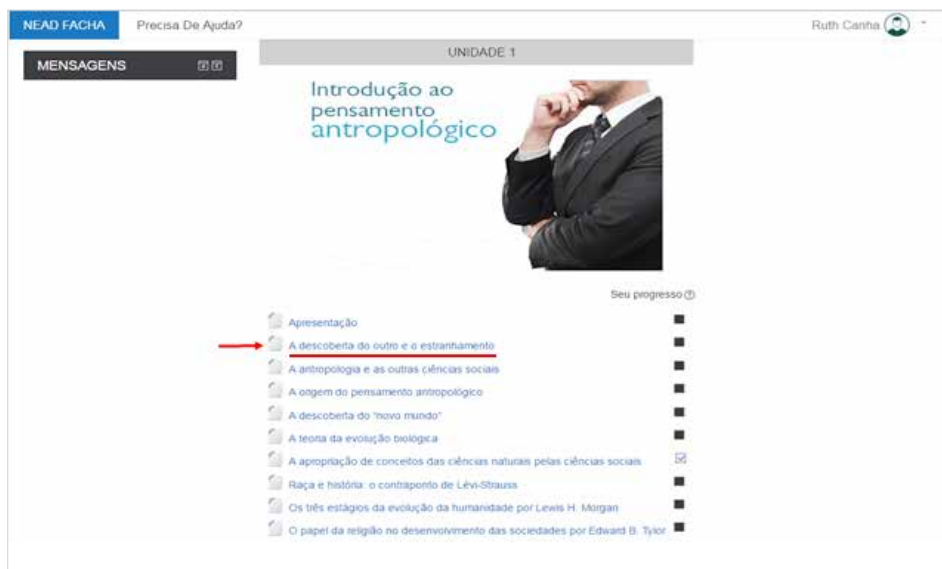 NEAD FACHA Precisa De Ajuda? Ruth Canha
MENSAGENS
UNIDADE 1
Introdução ao
pensamento
antropológico
Seu progresso
Apresentação
A descoberta do outro e o estranhamento
A antropologia e as outras ciências sociais
A origem do pensamento antropológico
A descoberta do "novo mundo"
A teoria da evolução biológica
A apropriação de conceitos das ciências naturais pelas ciências sociais
Raça e história: o contraponto de Lévi-Strauss
Os três estágios da evolução da humanidade por Lewis H. Morgan
O papel da religião no desenvolvimento das sociedades por Edward B. Tylor